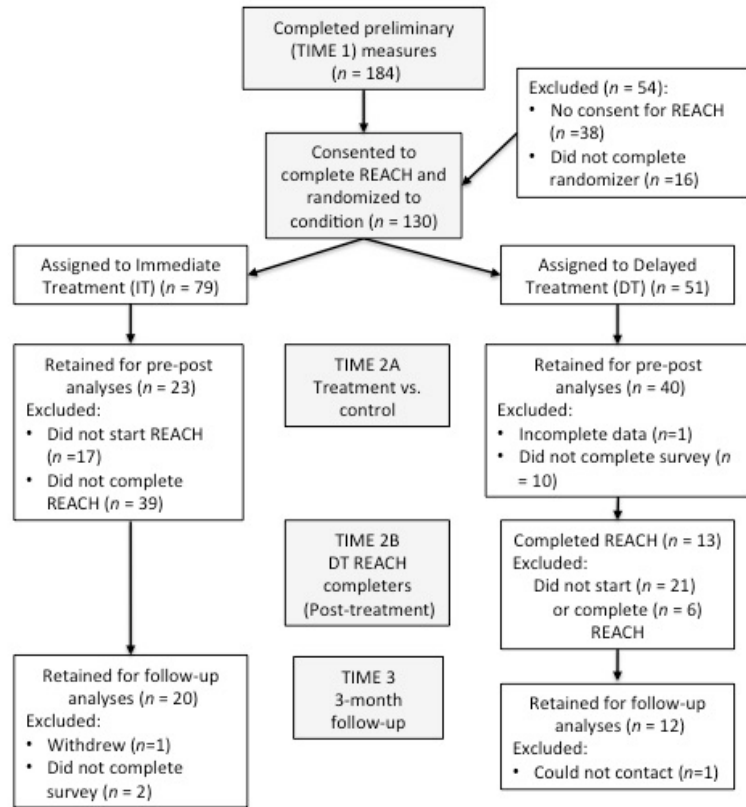 Completed preliminary
(TIME 1) measures
(n = 184)
Excluded (n = 54):
• No consent for REACH
(n =38)
• Did not complete
randomizer (n =16)
Consented to
complete REACH and
randomized to
condition (n = 130)
Assigned to Immediate
Treatment (IT) (n = 79)
Assigned to Delayed
Treatment (DT) (n = 51)
Retained for pre-post
analyses (n = 23)
Excluded:
• Did not start REACH
(n =17)
• Did not complete
REACH (n = 39)
TIME 2A
Treatment vs.
control
Retained for pre-post
analyses (n = 40)
Excluded:
• Incomplete data (n=1)
• Did not complete survey (n
= 10)
TIME 2B
DT REACH
completers
(Post-treatment)
Completed REACH (n = 13)
Excluded:
Did not start (n = 21)
or complete (n = 6)
REACH
Retained for follow-up
analyses (n = 20)
Excluded:
• Withdrew (n=1)
• Did not complete
survey (n = 2)
TIME 3
3-month
follow-up
Retained for follow-up
analyses (n = 12)
Excluded:
• Could not contact (n=1)